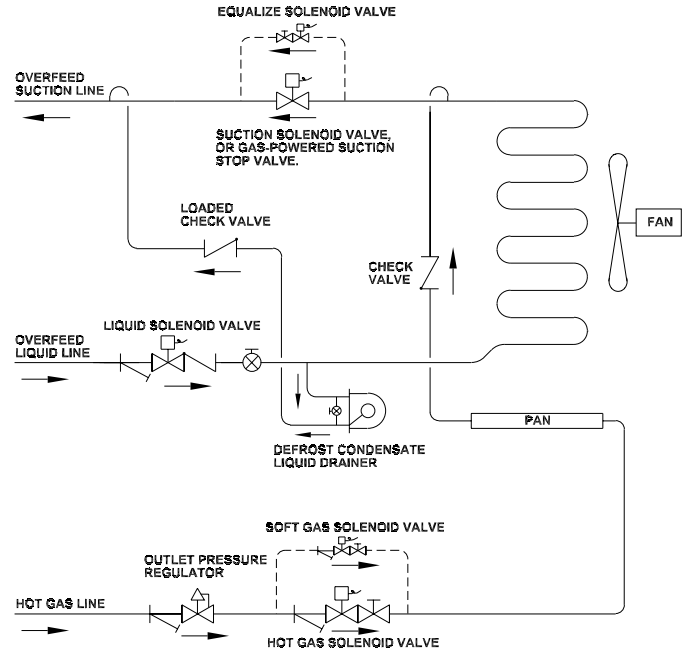 EQUALIZE SOLENOID VALVE
OVERFEED
SUCTION LINE
SUCTION SOLENOID VALVE,
OR GAS-POWERED SUCTION
STOP VALVE.
LOADED
CHECK VALVE
FAN
CHECK
VALVE
LIQUID SOLENOID VALVE
OVERFEED
LIQUID LINE
PAN
DEFROST CONDENSATE
LIQUID DRAINER
SOFT GAS SOLENOID VALVE
OUTLET PRESSURE
REGULATOR
HOT GAS LINE
HOT GAS SOLENOID VALVE